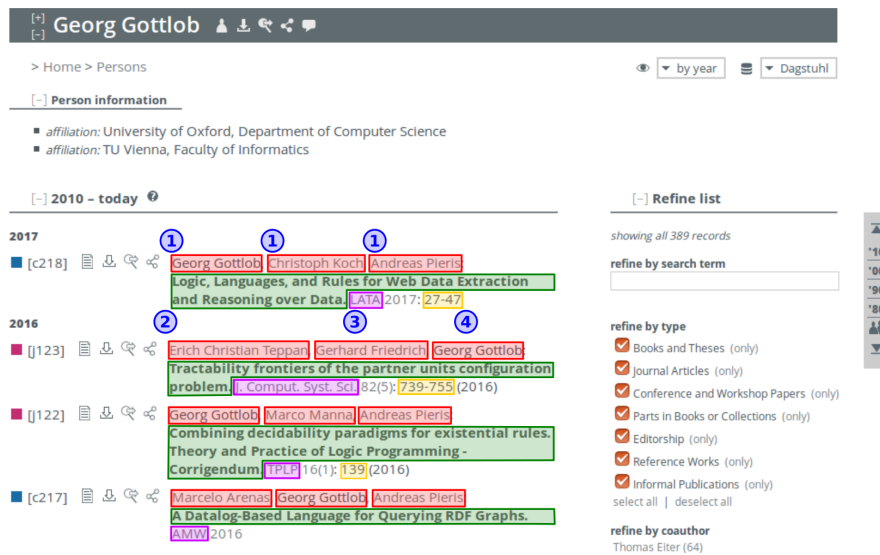 [+]
[−] Georg Gottlob
> Home > Persons
by year
Dagstuhl
[−] Person information
affiliation: University of Oxford, Department of Computer Science
affiliation: TU Vienna, Faculty of Informatics
[−] 2010 – today ?
2017
1 1 1
[c218] Georg Gottlob, Christoph Koch, Andreas Pieris:
Logic, Languages, and Rules for Web Data Extraction
and Reasoning over Data. LATA 2017: 27-47
2016
2 3 4
[j123] Erich Christian Teppan, Gerhard Friedrich, Georg Gottlob:
Tractability frontiers of the partner units configuration
problem. J. Comput. Syst. Sci. 82(5): 739-755 (2016)
[j122] Georg Gottlob, Marco Manna, Andreas Pieris:
Combining decidability paradigms for existential rules.
Theory and Practice of Logic Programming -
Corrigendum. TPLP 16(1): 139 (2016)
[c217] Marcelo Arenas, Georg Gottlob, Andreas Pieris:
A Datalog-Based Language for Querying RDF Graphs.
AMW 2016
[−] Refine list
showing all 389 records
refine by search term
refine by type
Books and Theses (only)
Journal Articles (only)
Conference and Workshop Papers (only)
Parts in Books or Collections (only)
Editorship (only)
Reference Works (only)
Informal Publications (only)
select all | deselect all
refine by coauthor
Thomas Eiter (64)